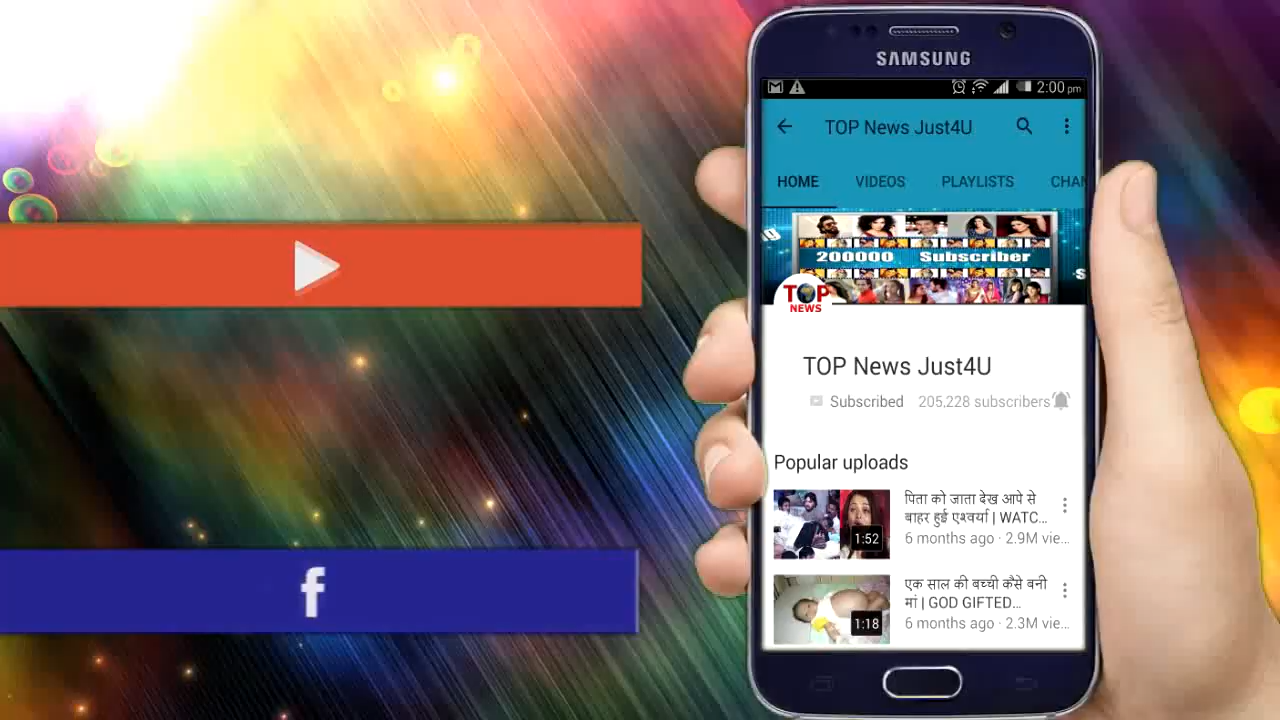 SAMSUNG
2:00 pm
TOP News Just4U
HOME VIDEOS PLAYLISTS CHAN
200000 Subscriber
TOP
NEWS
TOP News Just4U
Subscribed 205,228 subscribers
Popular uploads
पिता को जाता देख आपे से
बाहर हुई एश्वर्या | WATC...
6 months ago · 2.9M vie...
1:52
एक साल की बच्ची कैसे बनी
मां | GOD GIFTED...
6 months ago · 2.3M vie...
1:18
f